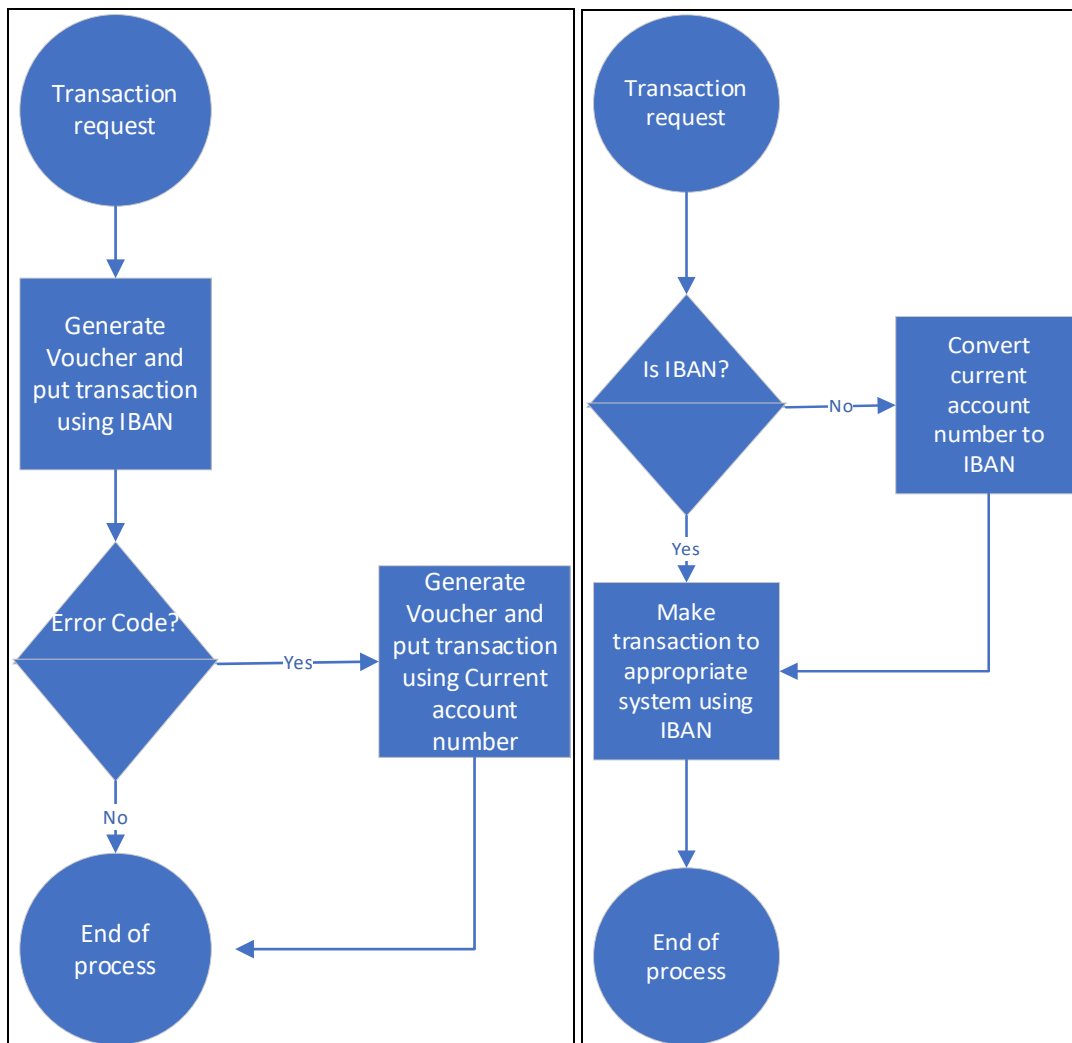 Transaction
request
Generate
Voucher and
put transaction
using IBAN
Error Code?
Yes
Generate
Voucher and
put transaction
using Current
account
number
No
End of
process
Transaction
request
Is IBAN?
No
Convert
current
account
number to
IBAN
Yes
Make
transaction to
appropriate
system using
IBAN
End of
process